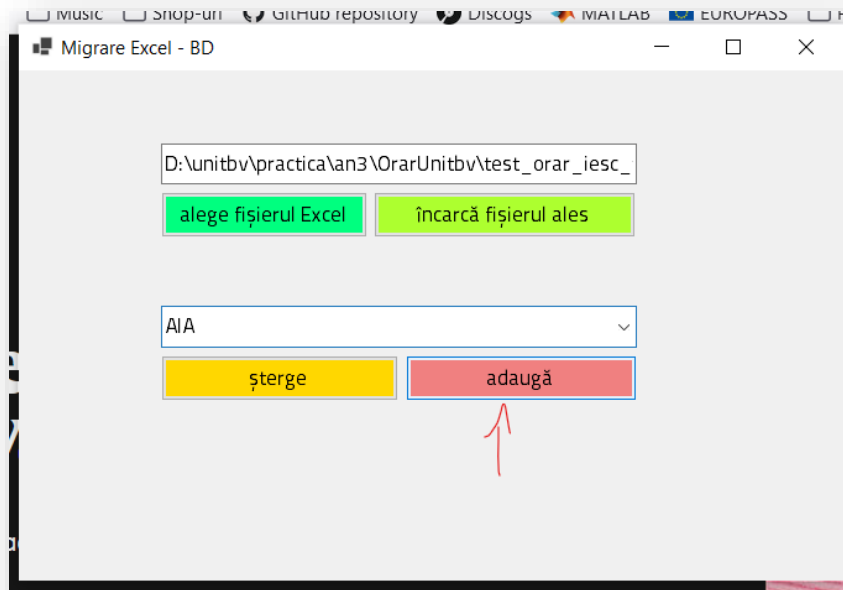 Music Shop-uri GitHub repository Discogs MATLAB EUROPASS
Migrare Excel - BD
D:\unitbv\practica\an3\OrarUnitbv\test_orar_iesc_
alege fișierul Excel încarcă fișierul ales
AIA
șterge adaugă